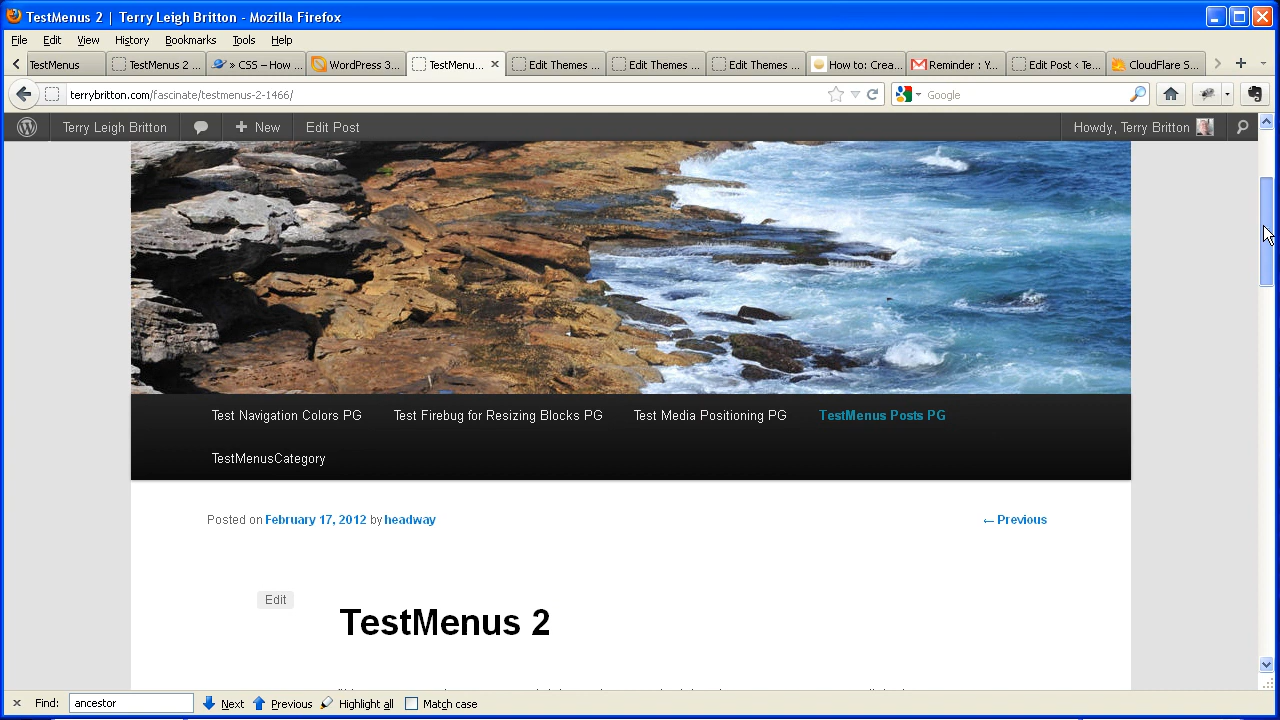 TestMenus 2 | Terry Leigh Britton - Mozilla Firefox
File Edit View History Bookmarks Tools Help
TestMenus TestMenus 2 ... » CSS – How ... WordPress 3... TestMenu... Edit Themes ... Edit Themes ... Edit Themes ... How to: Crea... Reminder : Y... Edit Post ‹ Te... CloudFlare S...
terrybritton.com/fascinate/testmenus-2-1466/ Google
Terry Leigh Britton + New Edit Post Howdy, Terry Britton
Test Navigation Colors PG Test Firebug for Resizing Blocks PG Test Media Positioning PG TestMenus Posts PG
TestMenusCategory
Posted on February 17, 2012 by headway ← Previous
Edit
TestMenus 2
Find: ancestor Next Previous Highlight all Match case